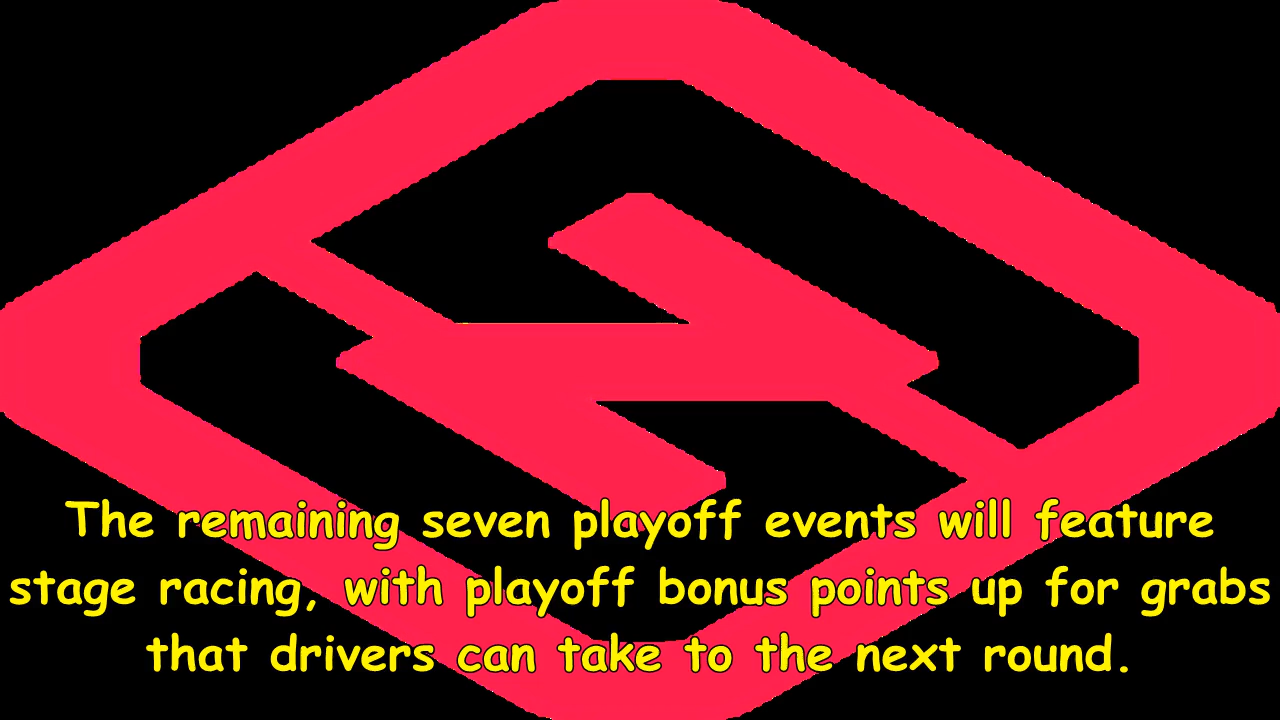 The remaining seven playoff events will feature
stage racing, with playoff bonus points up for grabs
that drivers can take to the next round.